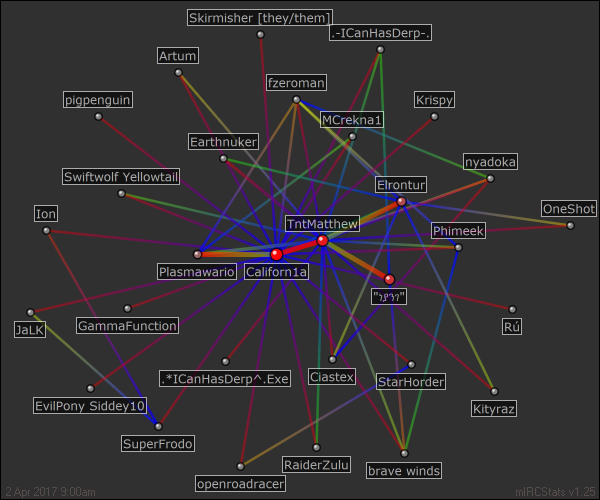 Skirmisher [they/them]
.-ICanHasDerp-.
Artum
fzeroman
pigpenguin
Krispy
MCrekna1
Earthnuker
nyadoka
Swiftwolf Yellowtail
Elrontur
Ion
OneShot
TntMatthew
Phimeek
Plasmawario
Californ1a
JaLK
GammaFunction
Rú
.*ICanHasDerp^.Exe
Ciastex
StarHorder
EvilPony Siddey10
Kityraz
SuperFrodo
RaiderZulu
brave winds
openroadracer
2 Apr 2017 9:00am
mIRCStats v1.25